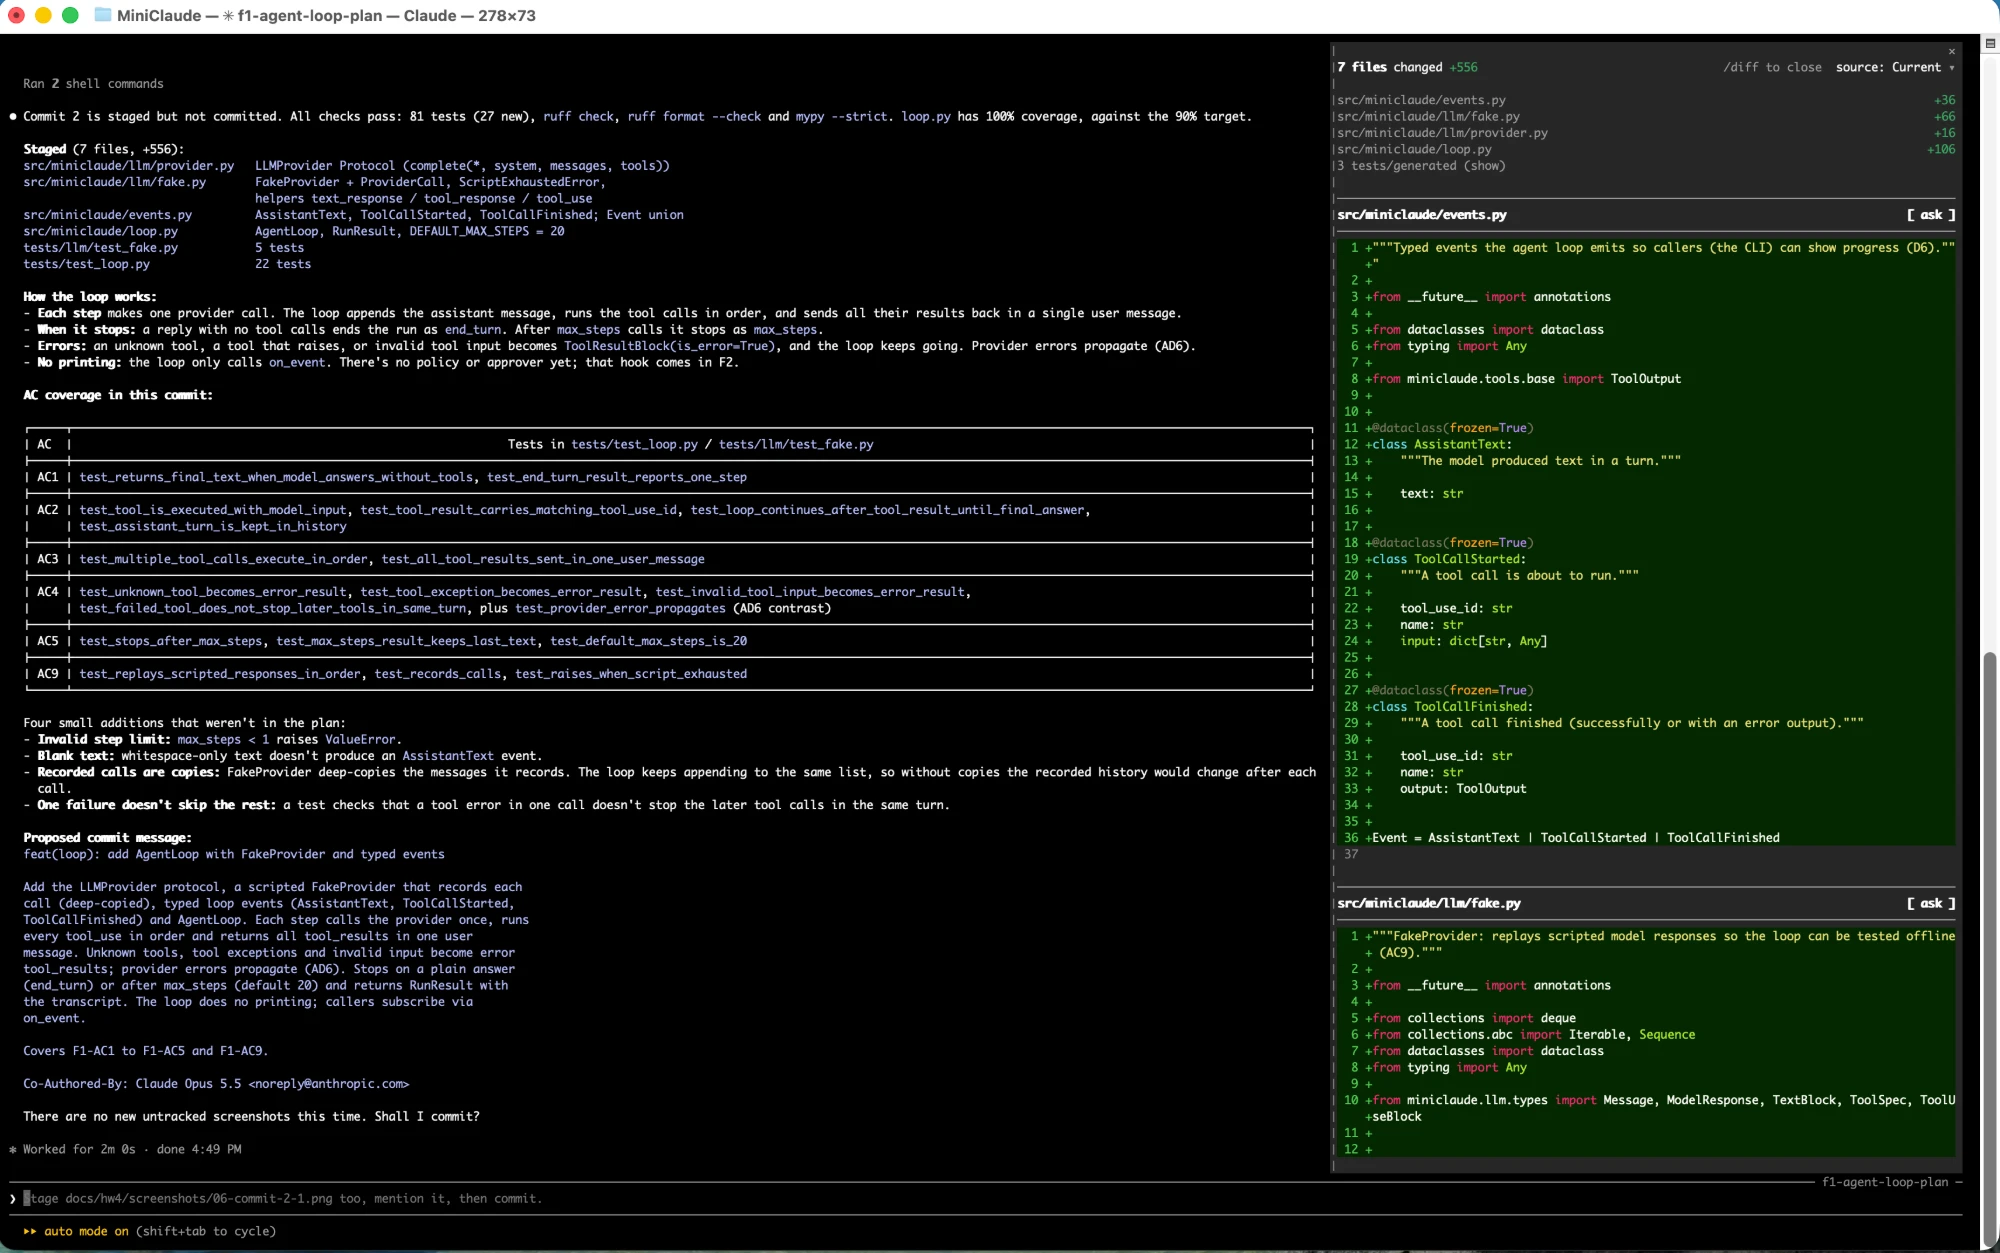 MiniClaude — ✳ f1-agent-loop-plan — Claude — 278×73
Ran 2 shell commands
● Commit 2 is staged but not committed. All checks pass: 81 tests (27 new), ruff check, ruff format --check and mypy --strict. loop.py has 100% coverage, against the 90% target.
Staged (7 files, +556):
src/miniclaude/llm/provider.py LLMProvider Protocol (complete(*, system, messages, tools))
src/miniclaude/llm/fake.py FakeProvider + ProviderCall, ScriptExhaustedError,
helpers text_response / tool_response / tool_use
src/miniclaude/events.py AssistantText, ToolCallStarted, ToolCallFinished; Event union
src/miniclaude/loop.py AgentLoop, RunResult, DEFAULT_MAX_STEPS = 20
tests/llm/test_fake.py 5 tests
tests/test_loop.py 22 tests
How the loop works:
- Each step makes one provider call. The loop appends the assistant message, runs the tool calls in order, and sends all their results back in a single user message.
- When it stops: a reply with no tool calls ends the run as end_turn. After max_steps calls it stops as max_steps.
- Errors: an unknown tool, a tool that raises, or invalid tool input becomes ToolResultBlock(is_error=True), and the loop keeps going. Provider errors propagate (AD6).
- No printing: the loop only calls on_event. There's no policy or approver yet; that hook comes in F2.
AC coverage in this commit:
AC | Tests in tests/test_loop.py / tests/llm/test_fake.py
AC1 | test_returns_final_text_when_model_answers_without_tools, test_end_turn_result_reports_one_step
AC2 | test_tool_is_executed_with_model_input, test_tool_result_carries_matching_tool_use_id, test_loop_continues_after_tool_result_until_final_answer,
test_assistant_turn_is_kept_in_history
AC3 | test_multiple_tool_calls_execute_in_order, test_all_tool_results_sent_in_one_user_message
AC4 | test_unknown_tool_becomes_error_result, test_tool_exception_becomes_error_result, test_invalid_tool_input_becomes_error_result,
test_failed_tool_does_not_stop_later_tools_in_same_turn, plus test_provider_error_propagates (AD6 contrast)
AC5 | test_stops_after_max_steps, test_max_steps_result_keeps_last_text, test_default_max_steps_is_20
AC9 | test_replays_scripted_responses_in_order, test_records_calls, test_raises_when_script_exhausted
Four small additions that weren't in the plan:
- Invalid step limit: max_steps < 1 raises ValueError.
- Blank text: whitespace-only text doesn't produce an AssistantText event.
- Recorded calls are copies: FakeProvider deep-copies the messages it records. The loop keeps appending to the same list, so without copies the recorded history would change after each
call.
- One failure doesn't skip the rest: a test checks that a tool error in one call doesn't stop the later tool calls in the same turn.
Proposed commit message:
feat(loop): add AgentLoop with FakeProvider and typed events
Add the LLMProvider protocol, a scripted FakeProvider that records each
call (deep-copied), typed loop events (AssistantText, ToolCallStarted,
ToolCallFinished) and AgentLoop. Each step calls the provider once, runs
every tool_use in order and returns all tool_results in one user
message. Unknown tools, tool exceptions and invalid input become error
tool_results; provider errors propagate (AD6). Stops on a plain answer
(end_turn) or after max_steps (default 20) and returns RunResult with
the transcript. The loop does no printing; callers subscribe via
on_event.
Covers F1-AC1 to F1-AC5 and F1-AC9.
Co-Authored-By: Claude Opus 5.5 <noreply@anthropic.com>
There are no new untracked screenshots this time. Shall I commit?
✻ Worked for 2m 0s · done 4:49 PM
f1-agent-loop-plan
❯ Stage docs/hw4/screenshots/06-commit-2-1.png too, mention it, then commit.
▸▸ auto mode on (shift+tab to cycle)
×
7 files changed +556 /diff to close source: Current ▾
src/miniclaude/events.py +36
src/miniclaude/llm/fake.py +66
src/miniclaude/llm/provider.py +16
src/miniclaude/loop.py +106
3 tests/generated (show)
src/miniclaude/events.py [ ask ]
1 +"""Typed events the agent loop emits so callers (the CLI) can show progress (D6).""
+"
2 +
3 +from __future__ import annotations
4 +
5 +from dataclasses import dataclass
6 +from typing import Any
7 +
8 +from miniclaude.tools.base import ToolOutput
9 +
10 +
11 +@dataclass(frozen=True)
12 +class AssistantText:
13 + """The model produced text in a turn."""
14 +
15 + text: str
16 +
17 +
18 +@dataclass(frozen=True)
19 +class ToolCallStarted:
20 + """A tool call is about to run."""
21 +
22 + tool_use_id: str
23 + name: str
24 + input: dict[str, Any]
25 +
26 +
27 +@dataclass(frozen=True)
28 +class ToolCallFinished:
29 + """A tool call finished (successfully or with an error output)."""
30 +
31 + tool_use_id: str
32 + name: str
33 + output: ToolOutput
34 +
35 +
36 +Event = AssistantText | ToolCallStarted | ToolCallFinished
37
src/miniclaude/llm/fake.py [ ask ]
1 +"""FakeProvider: replays scripted model responses so the loop can be tested offline
+ (AC9)."""
2 +
3 +from __future__ import annotations
4 +
5 +from collections import deque
6 +from collections.abc import Iterable, Sequence
7 +from dataclasses import dataclass
8 +from typing import Any
9 +
10 +from miniclaude.llm.types import Message, ModelResponse, TextBlock, ToolSpec, ToolU
+seBlock
11 +
12 +